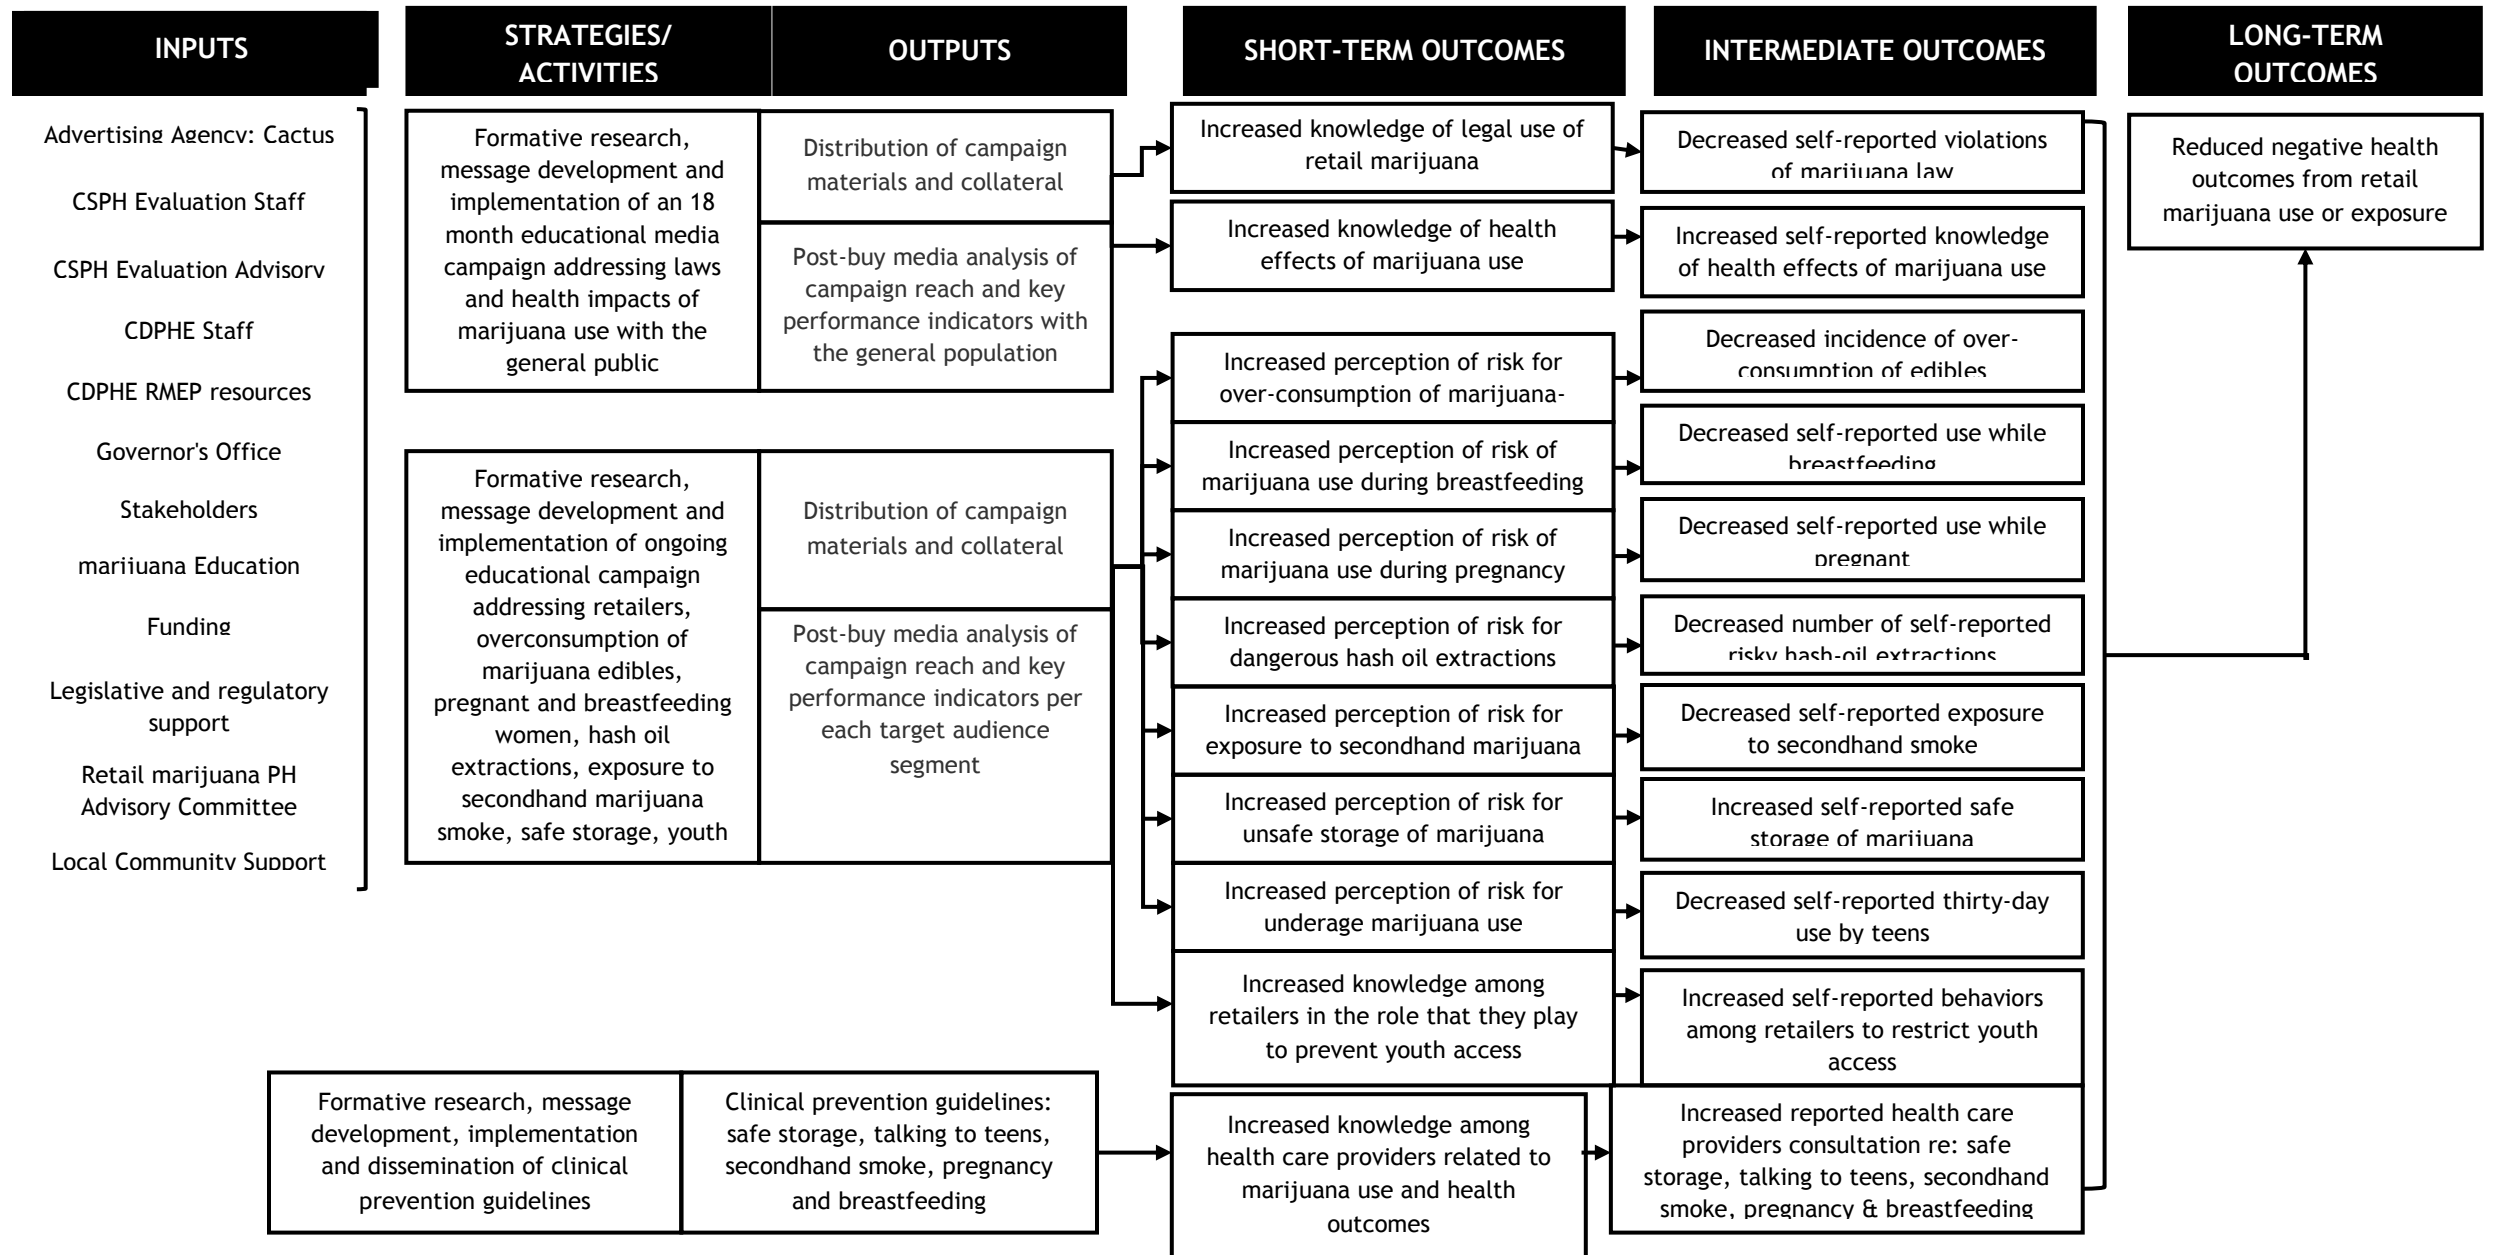 INPUTS
STRATEGIES/
ACTIVITIES
OUTPUTS
SHORT-TERM OUTCOMES
INTERMEDIATE OUTCOMES
LONG-TERM
OUTCOMES
Advertising Agency: Cactus
CSPH Evaluation Staff
CSPH Evaluation Advisory
CDPHE Staff
CDPHE RMEP resources
Governor's Office
Stakeholders
marijuana Education
Funding
Legislative and regulatory
support
Retail marijuana PH
Advisory Committee
Local Community Support
Formative research,
message development and
implementation of an 18
month educational media
campaign addressing laws
and health impacts of
marijuana use with the
general public
Distribution of campaign
materials and collateral
Post-buy media analysis of
campaign reach and key
performance indicators with
the general population
Formative research,
message development and
implementation of ongoing
educational campaign
addressing retailers,
overconsumption of
marijuana edibles,
pregnant and breastfeeding
women, hash oil
extractions, exposure to
secondhand marijuana
smoke, safe storage, youth
Distribution of campaign
materials and collateral
Post-buy media analysis of
campaign reach and key
performance indicators per
each target audience
segment
Formative research, message
development, implementation
and dissemination of clinical
prevention guidelines
Clinical prevention guidelines:
safe storage, talking to teens,
secondhand smoke, pregnancy
and breastfeeding
Increased knowledge of legal use of
retail marijuana
Increased knowledge of health
effects of marijuana use
Increased perception of risk for
over-consumption of marijuana-
Increased perception of risk of
marijuana use during breastfeeding
Increased perception of risk of
marijuana use during pregnancy
Increased perception of risk for
dangerous hash oil extractions
Increased perception of risk for
exposure to secondhand marijuana
Increased perception of risk for
unsafe storage of marijuana
Increased perception of risk for
underage marijuana use
Increased knowledge among
retailers in the role that they play
to prevent youth access
Increased knowledge among
health care providers related to
marijuana use and health
outcomes
Decreased self-reported violations
of marijuana law
Increased self-reported knowledge
of health effects of marijuana use
Decreased incidence of over-
consumption of edibles
Decreased self-reported use while
breastfeeding
Decreased self-reported use while
pregnant
Decreased number of self-reported
risky hash-oil extractions
Decreased self-reported exposure
to secondhand smoke
Increased self-reported safe
storage of marijuana
Decreased self-reported thirty-day
use by teens
Increased self-reported behaviors
among retailers to restrict youth
access
Increased reported health care
providers consultation re: safe
storage, talking to teens, secondhand
smoke, pregnancy & breastfeeding
Reduced negative health
outcomes from retail
marijuana use or exposure